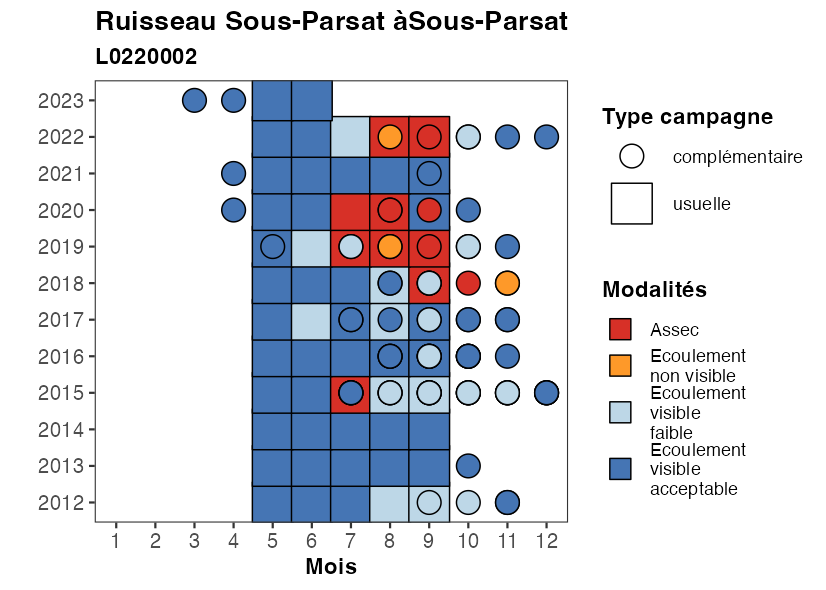 Ruisseau Sous-Parsat àSous-Parsat
L0220002
2023
2022
2021
2020
2019
2018
2017
2016
2015
2014
2013
2012
1 2 3 4 5 6 7 8 9 10 11 12
Mois
Type campagne
complémentaire
usuelle
Modalités
Assec
Ecoulement
non visible
Ecoulement
visible
faible
Ecoulement
visible
acceptable